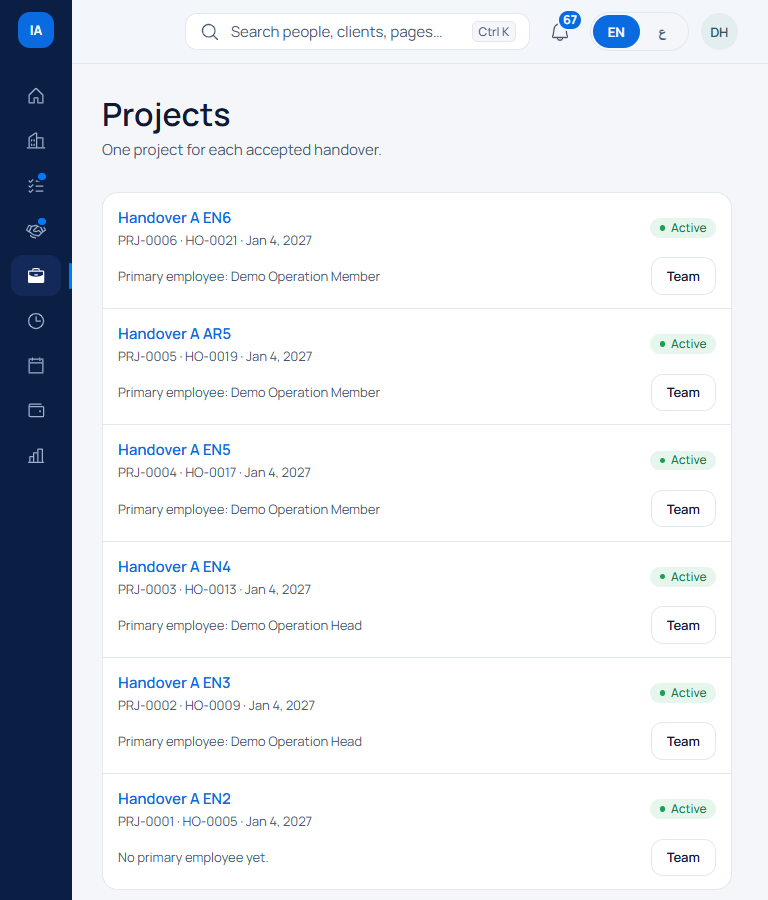 IA
Search people, clients, pages...
Ctrl K
67
EN
ع
DH
Projects
One project for each accepted handover.
Handover A EN6
PRJ-0006 · HO-0021 · Jan 4, 2027
Active
Primary employee: Demo Operation Member
Team
Handover A AR5
PRJ-0005 · HO-0019 · Jan 4, 2027
Active
Primary employee: Demo Operation Member
Team
Handover A EN5
PRJ-0004 · HO-0017 · Jan 4, 2027
Active
Primary employee: Demo Operation Member
Team
Handover A EN4
PRJ-0003 · HO-0013 · Jan 4, 2027
Active
Primary employee: Demo Operation Head
Team
Handover A EN3
PRJ-0002 · HO-0009 · Jan 4, 2027
Active
Primary employee: Demo Operation Head
Team
Handover A EN2
PRJ-0001 · HO-0005 · Jan 4, 2027
Active
No primary employee yet.
Team